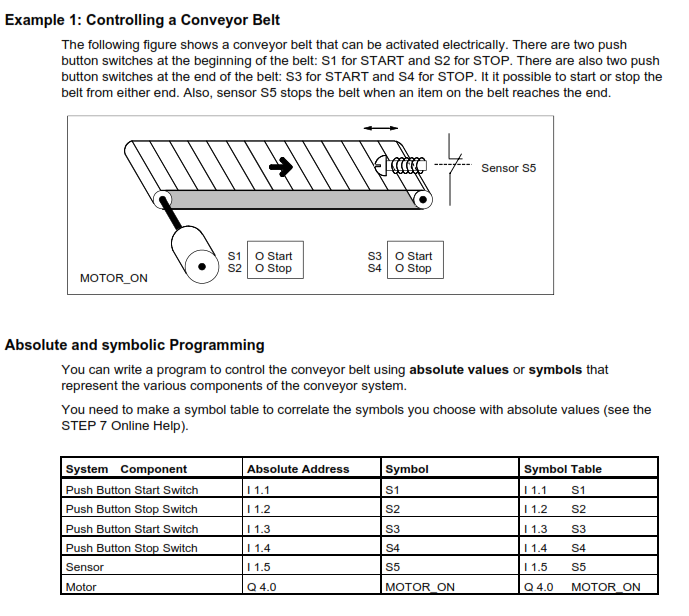 Example 1: Controlling a Conveyor Belt
The following figure shows a conveyor belt that can be activated electrically. There are two push
button switches at the beginning of the belt: S1 for START and S2 for STOP. There are also two push
button switches at the end of the belt: S3 for START and S4 for STOP. It it possible to start or stop the
belt from either end. Also, sensor S5 stops the belt when an item on the belt reaches the end.
Sensor S5
S1 O Start
S2 O Stop
S3 O Start
S4 O Stop
MOTOR_ON
Absolute and symbolic Programming
You can write a program to control the conveyor belt using absolute values or symbols that
represent the various components of the conveyor system.
You need to make a symbol table to correlate the symbols you choose with absolute values (see the
STEP 7 Online Help).
System Component Absolute Address Symbol Symbol Table
Push Button Start Switch I 1.1 S1 I 1.1 S1
Push Button Stop Switch I 1.2 S2 I 1.2 S2
Push Button Start Switch I 1.3 S3 I 1.3 S3
Push Button Stop Switch I 1.4 S4 I 1.4 S4
Sensor I 1.5 S5 I 1.5 S5
Motor Q 4.0 MOTOR_ON Q 4.0 MOTOR_ON